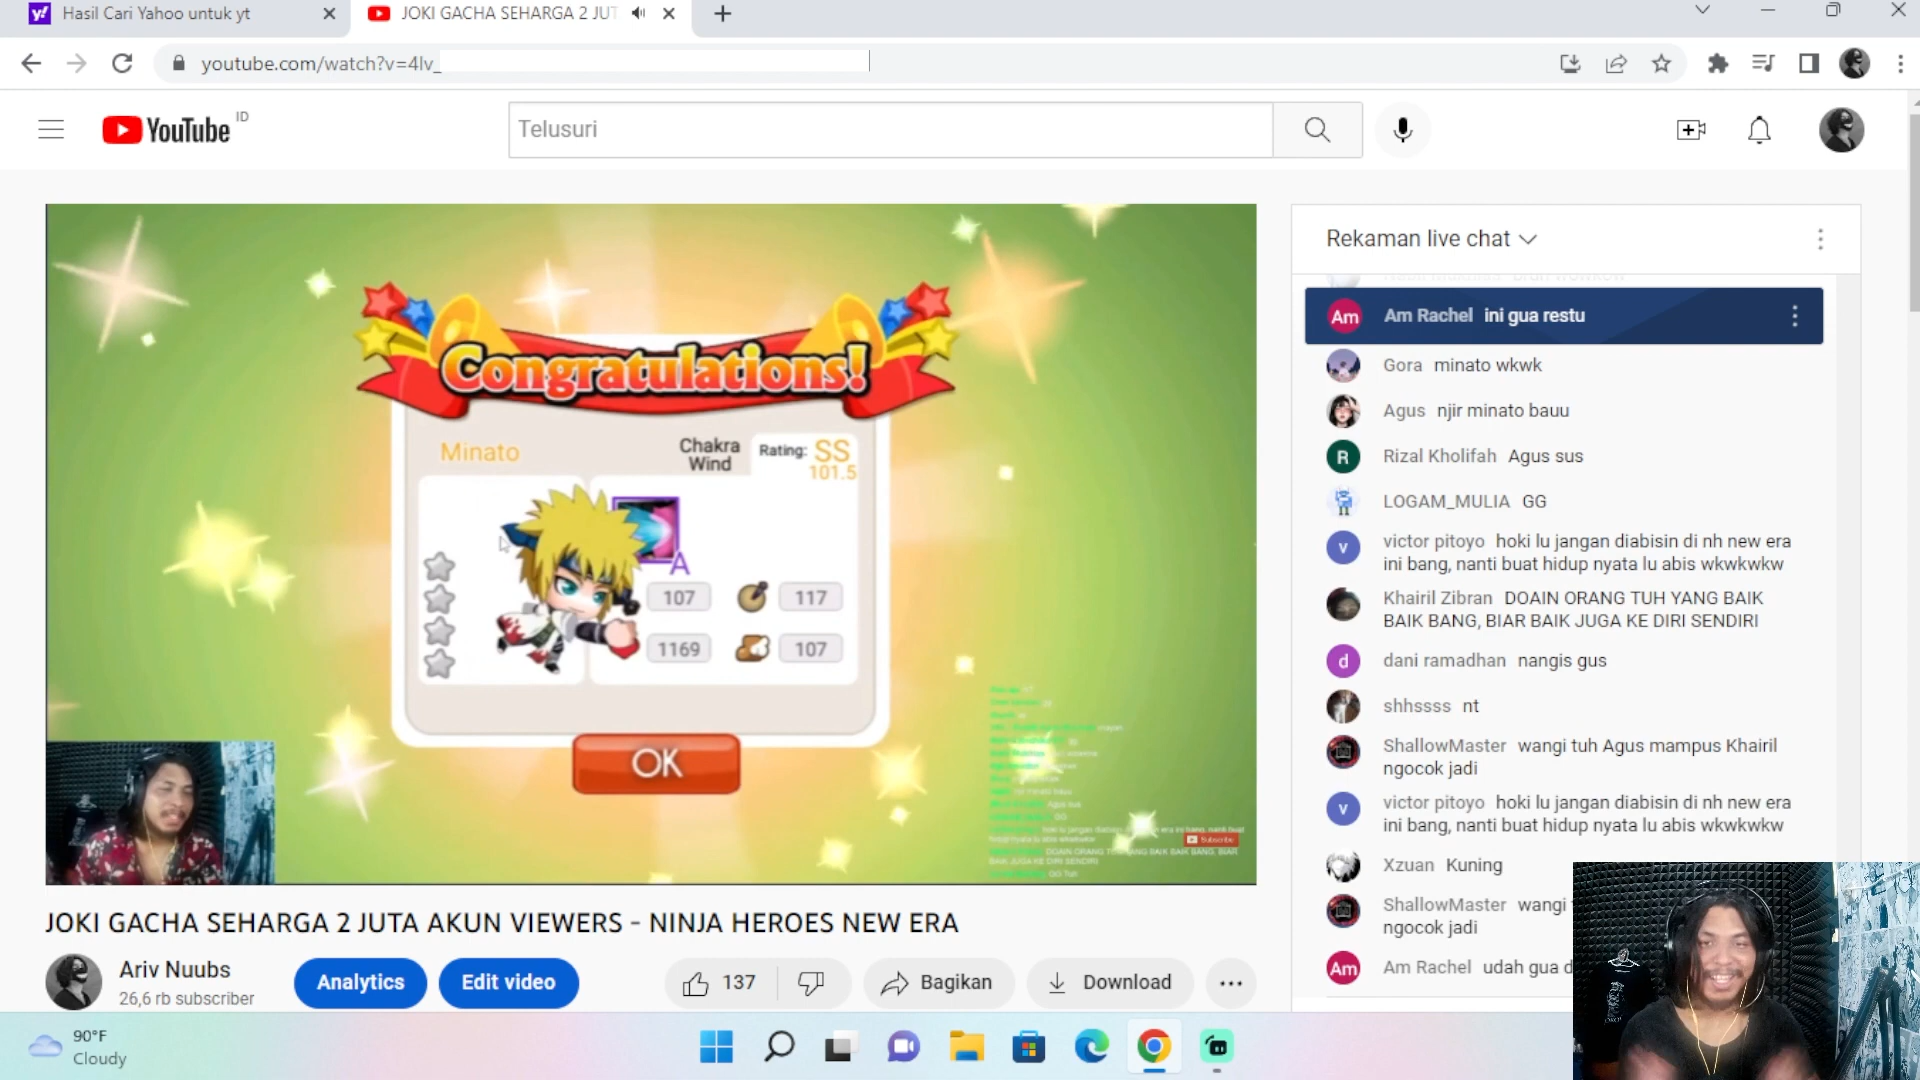 Hasil Cari Yahoo untuk yt
JOKI GACHA SEHARGA 2 JUT
youtube.com/watch?v=4lv_
YouTube ID
Telusuri
Congratulations!
Minato
Chakra
Wind
Rating: SS
101.5
A
107
117
1169
107
OK
Subscribe
Rekaman live chat
Am Rachel ini gua restu
Gora minato wkwk
Agus njir minato bauu
R
Rizal Kholifah Agus sus
LOGAM_MULIA GG
v
victor pitoyo hoki lu jangan diabisin di nh new era
ini bang, nanti buat hidup nyata lu abis wkwkwkw
Khairil Zibran DOAIN ORANG TUH YANG BAIK
BAIK BANG, BIAR BAIK JUGA KE DIRI SENDIRI
d
dani ramadhan nangis gus
shhssss nt
ShallowMaster wangi tuh Agus mampus Khairil
ngocok jadi
v
victor pitoyo hoki lu jangan diabisin di nh new era
ini bang, nanti buat hidup nyata lu abis wkwkwkw
Xzuan Kuning
ShallowMaster wangi
ngocok jadi
Am
Am Rachel udah gua d
JOKI GACHA SEHARGA 2 JUTA AKUN VIEWERS - NINJA HEROES NEW ERA
Ariv Nuubs
26,6 rb subscriber
Analytics
Edit video
137
Bagikan
Download
90°F
Cloudy